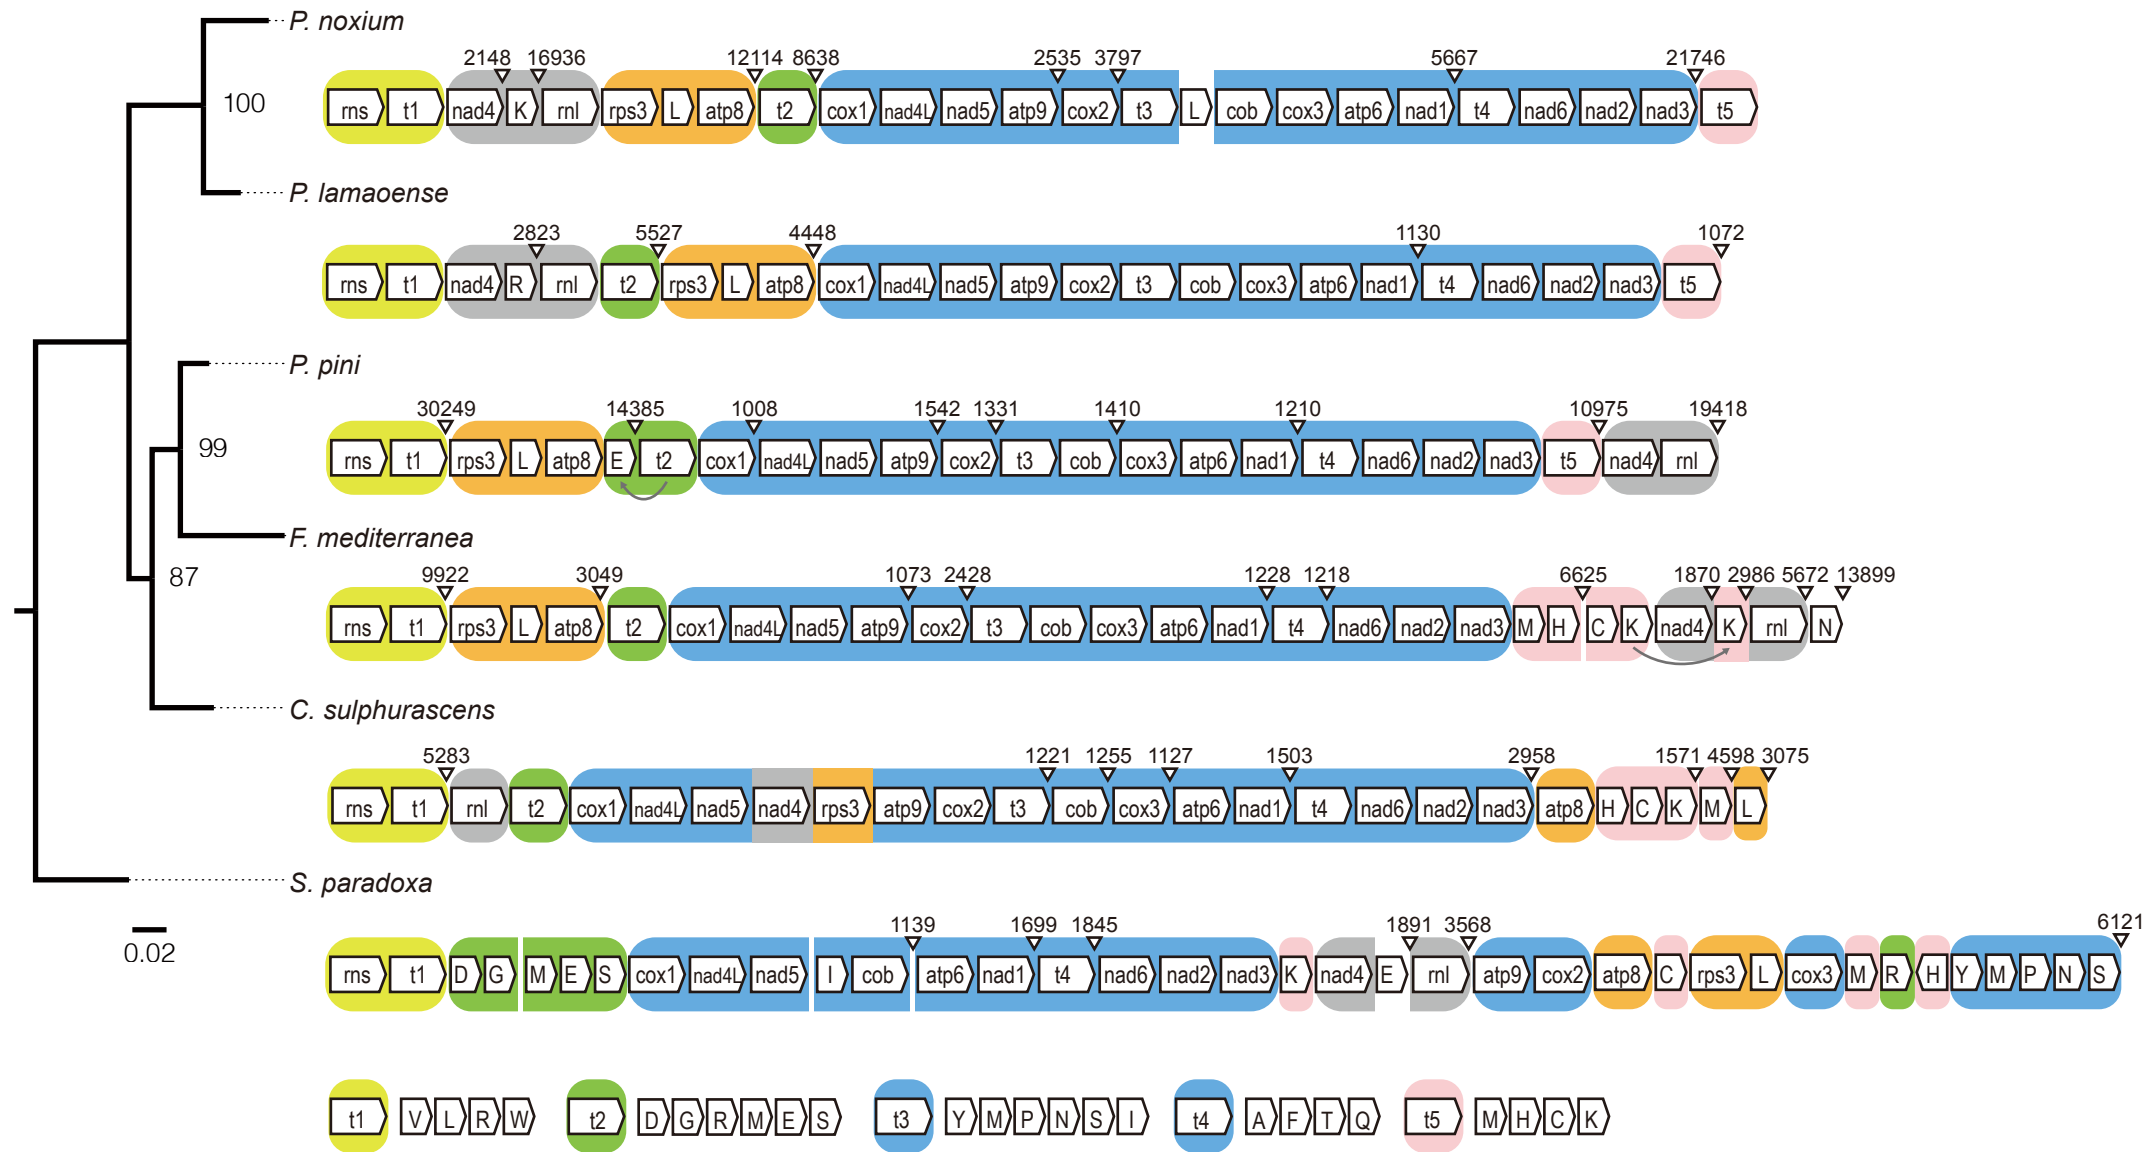 P. noxium
2148 16936 12114 8638 2535 3797 5667 21746
rns t1 nad4 K rnl rps3 L atp8 t2 cox1 nad4L nad5 atp9 cox2 t3 L cob cox3 atp6 nad1 t4 nad6 nad2 nad3 t5
100
P. lamaoense
2823 5527 4448 1130 1072
rns t1 nad4 R rnl t2 rps3 L atp8 cox1 nad4L nad5 atp9 cox2 t3 cob cox3 atp6 nad1 t4 nad6 nad2 nad3 t5
P. pini
30249 14385 1008 1542 1331 1410 1210 10975 19418
rns t1 rps3 L atp8 E t2 cox1 nad4L nad5 atp9 cox2 t3 cob cox3 atp6 nad1 t4 nad6 nad2 nad3 t5 nad4 rnl
99
F. mediterranea
9922 3049 1073 2428 1228 1218 6625 1870 2986 5672 13899
87
rns t1 rps3 L atp8 t2 cox1 nad4L nad5 atp9 cox2 t3 cob cox3 atp6 nad1 t4 nad6 nad2 nad3 M H C K nad4 K rnl N
C. sulphurascens
5283 1221 1255 1127 1503 2958 1571 4598 3075
rns t1 rnl t2 cox1 nad4L nad5 nad4 rps3 atp9 cox2 t3 cob cox3 atp6 nad1 t4 nad6 nad2 nad3 atp8 H C K M L
S. paradoxa
1139 1699 1845 1891 3568 6121
rns t1 D G M E S cox1 nad4L nad5 I cob atp6 nad1 t4 nad6 nad2 nad3 K nad4 E rnl atp9 cox2 atp8 C rps3 L cox3 M R H Y M P N S
0.02
t1 V L R W t2 D G R M E S t3 Y M P N S I t4 A F T Q t5 M H C K